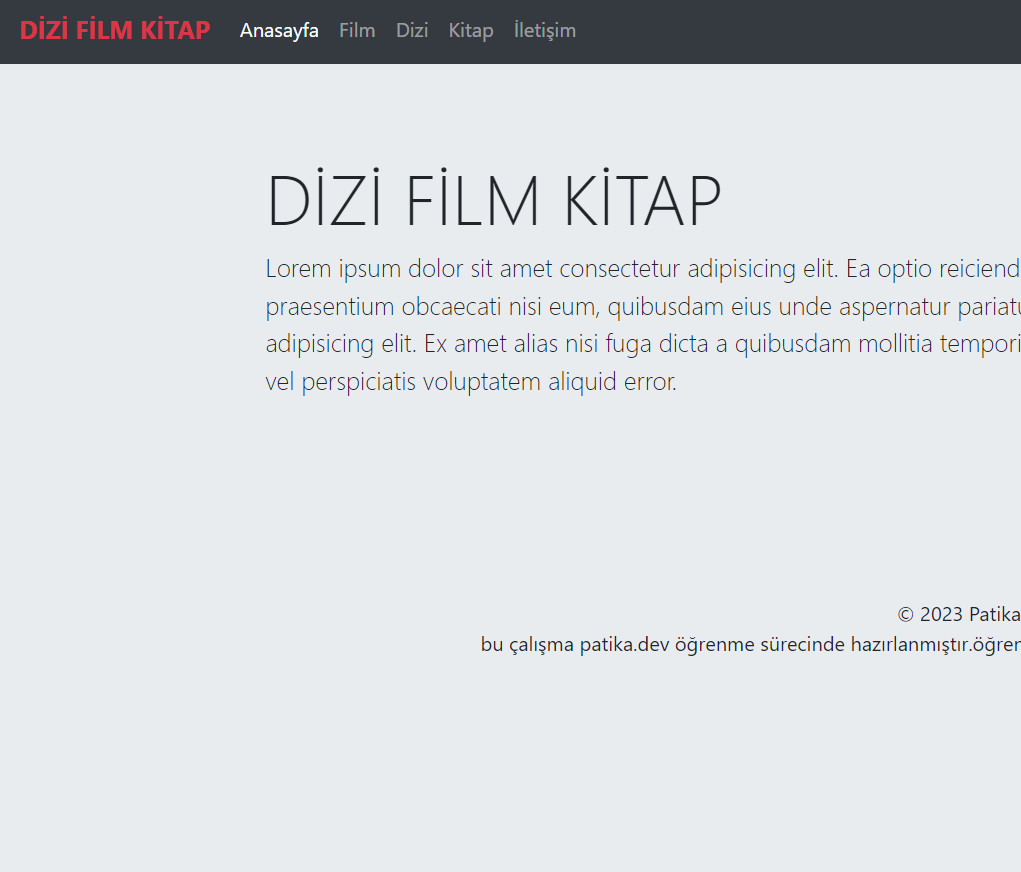 DİZİ FİLM KİTAP Anasayfa Film Dizi Kitap İletişim
DİZİ FİLM KİTAP
Lorem ipsum dolor sit amet consectetur adipisicing elit. Ea optio reiciend
praesentium obcaecati nisi eum, quibusdam eius unde aspernatur pariatu
adipisicing elit. Ex amet alias nisi fuga dicta a quibusdam mollitia tempori
vel perspiciatis voluptatem aliquid error.
© 2023 Patika
bu çalışma patika.dev öğrenme sürecinde hazırlanmıştır.öğren